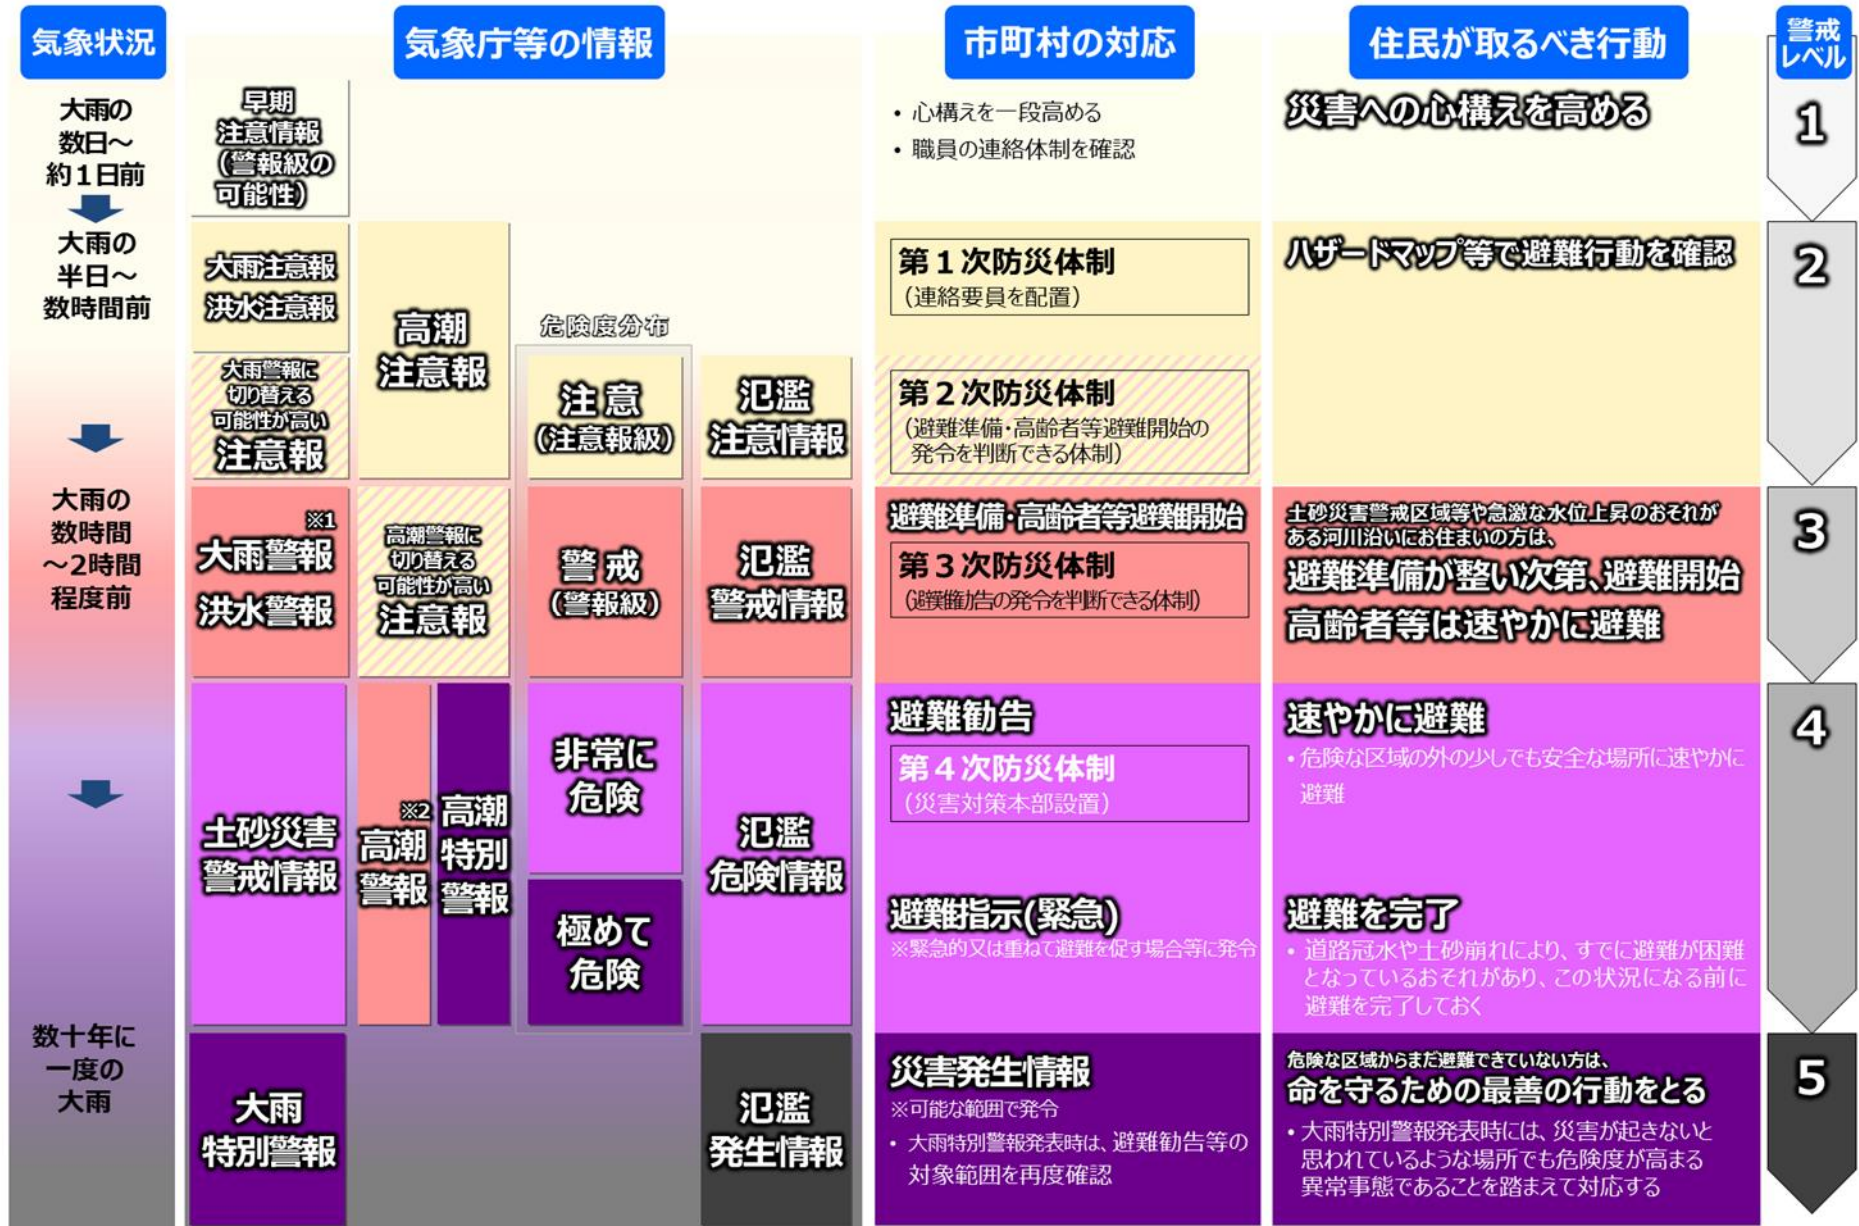 気象状況
気象庁等の情報
市町村の対応
住民が取るべき行動
警戒
レベル
大雨の
数日～
約1日前
早期
注意情報
（警報級の
可能性）
・心構えを一段高める
・職員の連絡体制を確認
災害への心構えを高める
1
大雨の
半日～
数時間前
大雨注意報
洪水注意報
高潮
注意報
危険度分布
第1次防災体制
（連絡要員を配置）
ハザードマップ等で避難行動を確認
2
大雨警報に
切り替える
可能性が高い
注意報
注意
（注意報級）
氾濫
注意情報
第2次防災体制
（避難準備・高齢者等避難開始の
発令を判断できる体制）
大雨の
数時間
～2時間
程度前
※1
大雨警報
洪水警報
高潮警報に
切り替える
可能性が高い
注意報
警戒
（警報級）
氾濫
警戒情報
避難準備・高齢者等避難開始
第3次防災体制
（避難勧告の発令を判断できる体制）
土砂災害警戒区域等や急激な水位上昇のおそれが
ある河川沿いにお住まいの方は、
避難準備が整い次第、避難開始
高齢者等は速やかに避難
3
土砂災害
警戒情報
※2
高潮
警報
高潮
特別
警報
非常に
危険
極めて
危険
氾濫
危険情報
避難勧告
第4次防災体制
（災害対策本部設置）
避難指示(緊急)
※緊急的又は重ねて避難を促す場合等に発令
速やかに避難
・危険な区域の外の少しでも安全な場所に速やかに
避難
避難を完了
・道路冠水や土砂崩れにより、すでに避難が困難
となっているおそれがあり、この状況になる前に
避難を完了しておく
4
数十年に
一度の
大雨
大雨
特別警報
氾濫
発生情報
災害発生情報
※可能な範囲で発令
・大雨特別警報発表時は、避難勧告等の
対象範囲を再度確認
危険な区域からまだ避難できていない方は、
命を守るための最善の行動をとる
・大雨特別警報発表時には、災害が起きないと
思われているような場所でも危険度が高まる
異常事態であることを踏まえて対応する
5